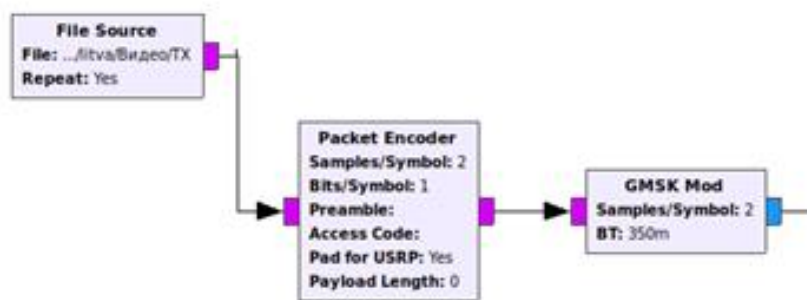 File Source
File: .../litva/Видео/TX
Repeat: Yes
Packet Encoder
Samples/Symbol: 2
Bits/Symbol: 1
Preamble:
Access Code:
Pad for USRP: Yes
Payload Length: 0
GMSK Mod
Samples/Symbol: 2
BT: 350m